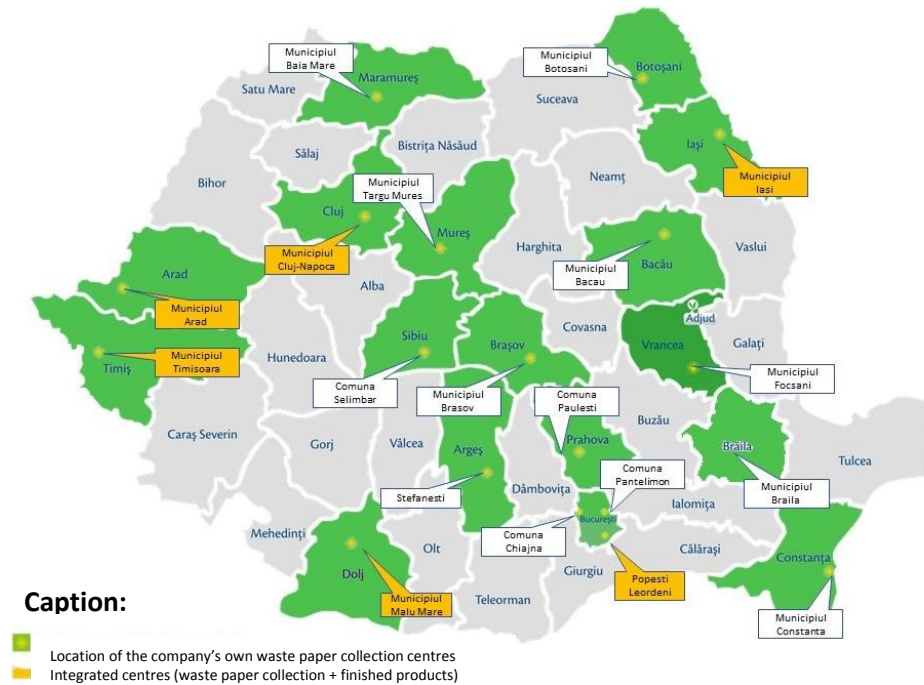 Municipiul
Baia Mare
Maramureş
Satu Mare
Municipiul
Botosani
Botoşani
Suceava
Sălaj
Bistriţa Năsăud
Iaşi
Municipiul
Iasi
Bihor
Municipiul
Targu Mures
Neamţ
Cluj
Mureş
Harghita
Municipiul
Cluj-Napoca
Vaslui
Bacău
Municipiul
Bacau
Arad
Alba
Municipiul
Arad
Covasna
Adjud
Vrancea
Galaţi
Sibiu
Braşov
Hunedoara
Timiş
Municipiul
Timisoara
Municipiul
Focsani
Comuna
Selimbar
Municipiul
Brasov
Comuna
Paulesti
Buzău
Caraş Severin
Gorj
Vâlcea
Argeş
Prahova
Brăila
Tulcea
Comuna
Pantelimon
Municipiul
Braila
Stefanesti
Dâmboviţa
Ialomiţa
Bucureşti
Mehedinţi
Comuna
Chiajna
Olt
Călăraşi
Constanţa
Dolj
Giurgiu
Popesti
Leordeni
Municipiul
Malu Mare
Teleorman
Municipiul
Constanta
Caption:
Location of the company's own waste paper collection centres
Integrated centres (waste paper collection + finished products)